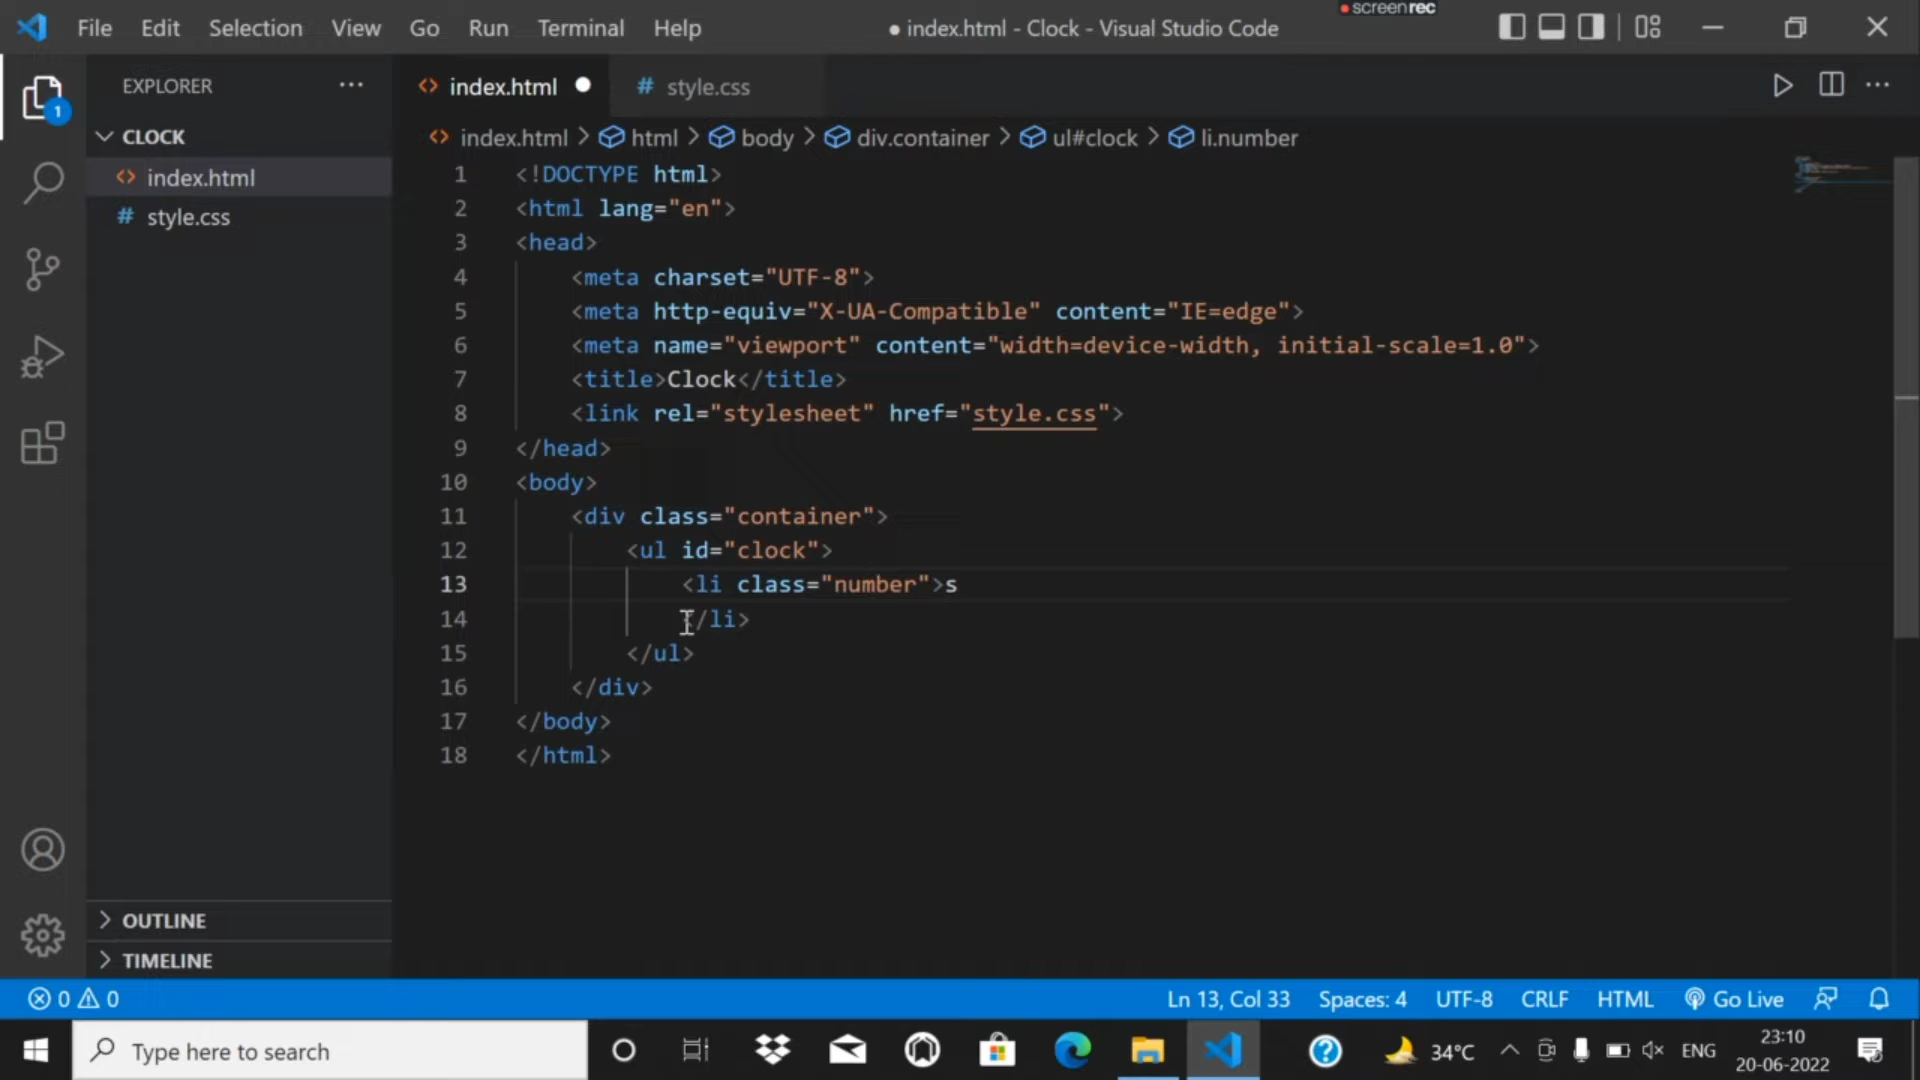 screenrec
File Edit Selection View Go Run Terminal Help
● index.html - Clock - Visual Studio Code
EXPLORER ···
index.html ●
# style.css
1
CLOCK
index.html > html > body > div.container > ul#clock > li.number
index.html
# style.css
1 <!DOCTYPE html>
2 <html lang="en">
3 <head>
4 <meta charset="UTF-8">
5 <meta http-equiv="X-UA-Compatible" content="IE=edge">
6 <meta name="viewport" content="width=device-width, initial-scale=1.0">
7 <title>Clock</title>
8 <link rel="stylesheet" href="style.css">
9 </head>
10 <body>
11 <div class="container">
12 <ul id="clock">
13 <li class="number">s
14 </li>
15 </ul>
16 </div>
17 </body>
18 </html>
OUTLINE
TIMELINE
0 0
Ln 13, Col 33 Spaces: 4 UTF-8 CRLF HTML Go Live
Type here to search
34°C
ENG
23:10
20-06-2022